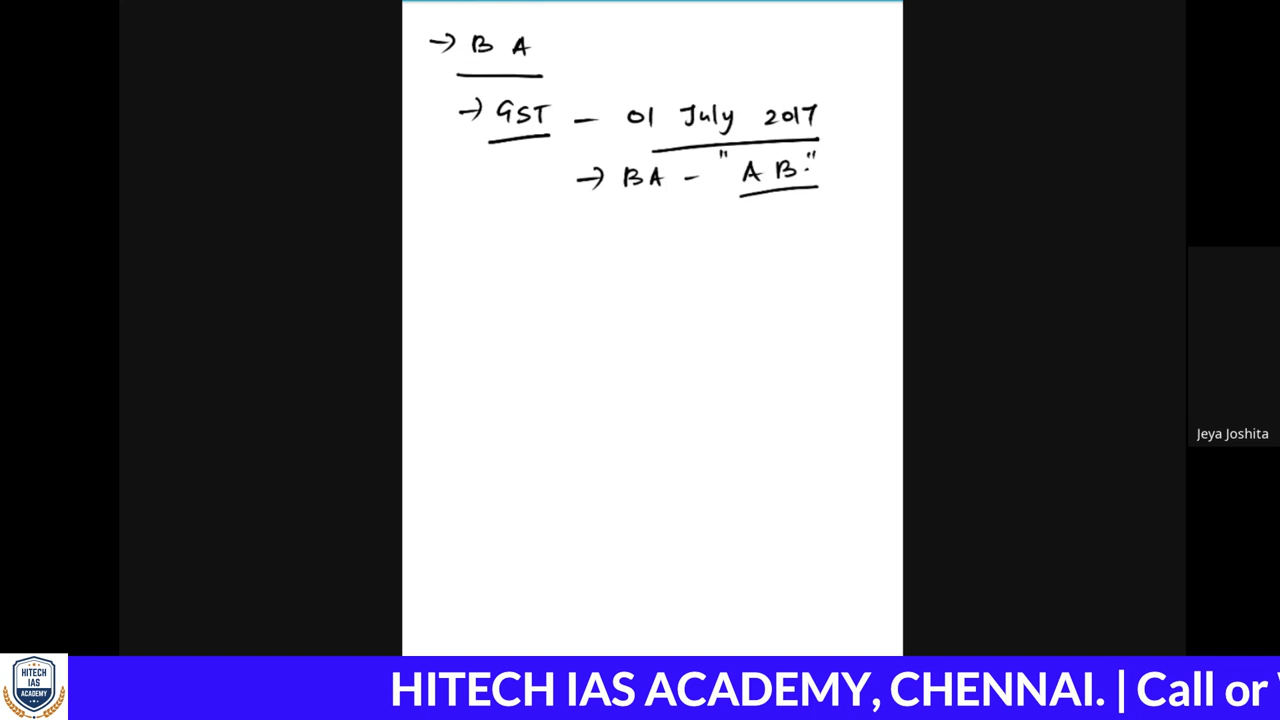 → B A
→ GST – 01 July 2017
→ BA – "A B."
Jeya Joshita
HITECH
IAS
ACADEMY
HITECH IAS ACADEMY, CHENNAI. | Call or